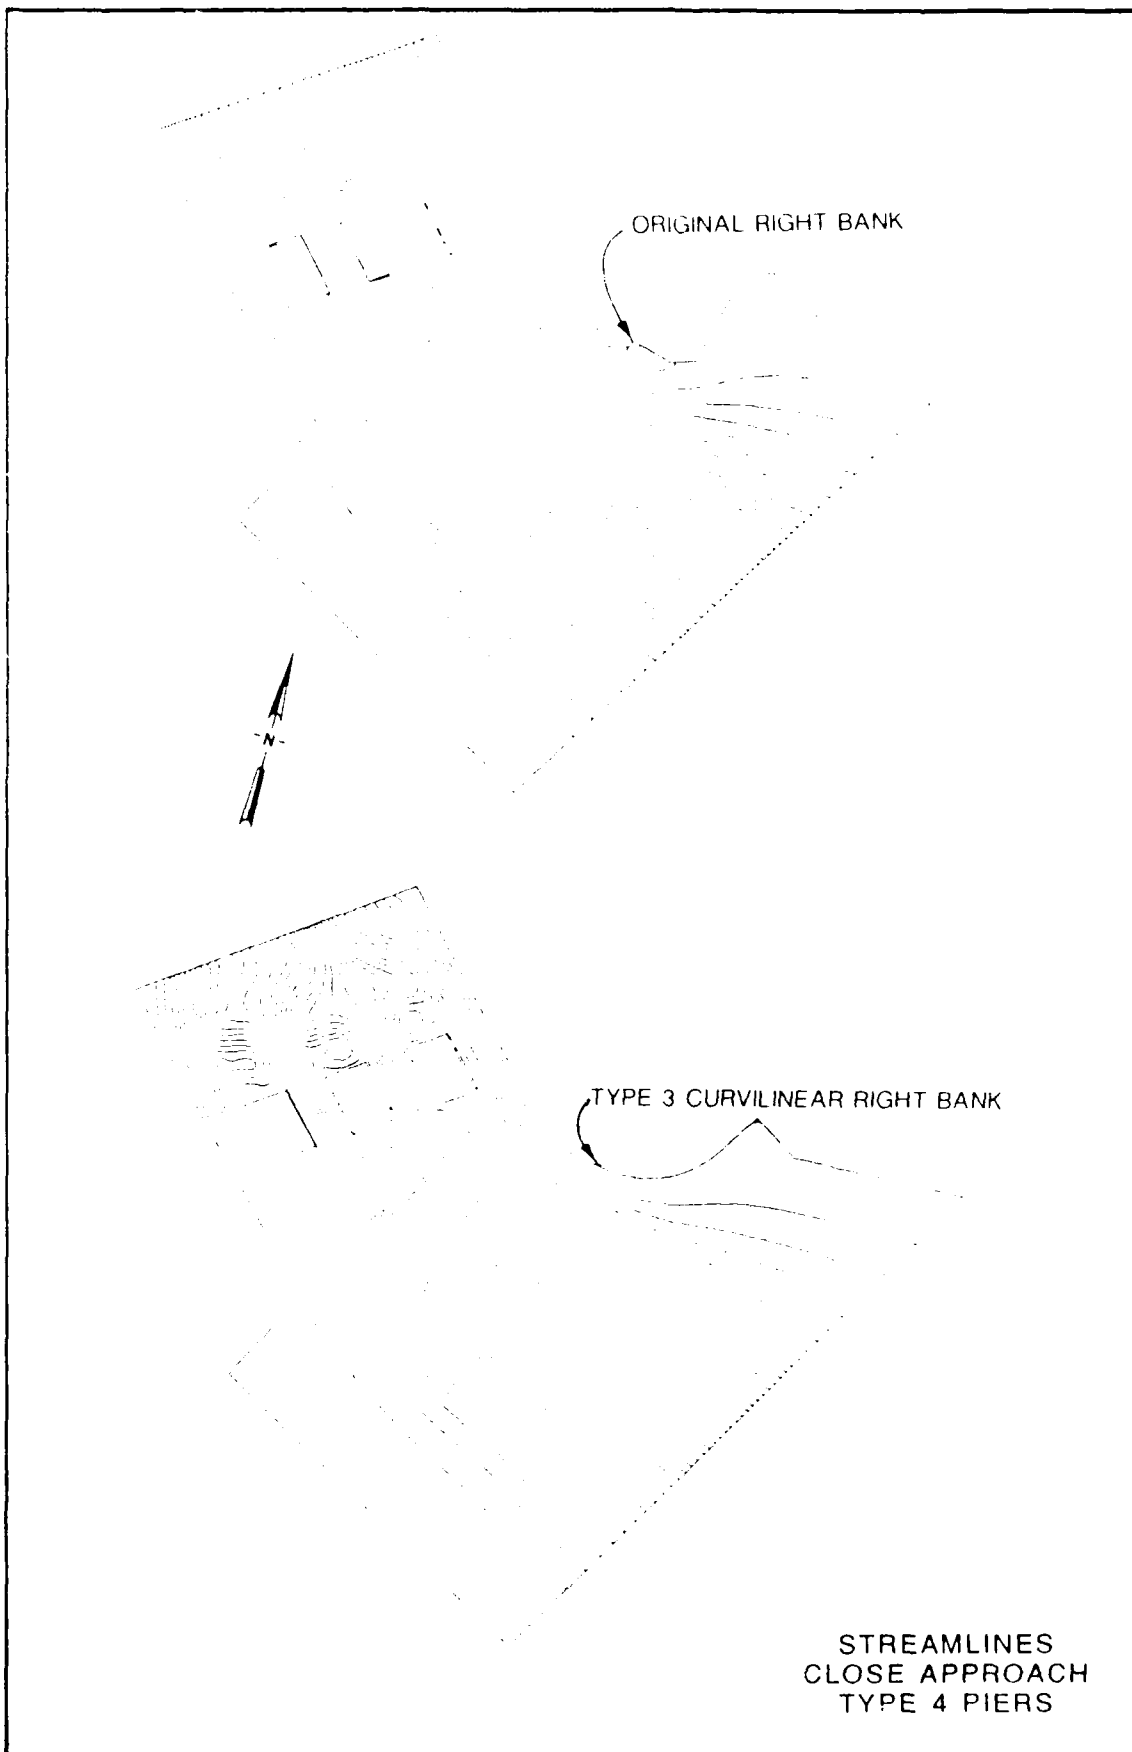 ORIGINAL RIGHT BANK
N
TYPE 3 CURVILINEAR RIGHT BANK
STREAMLINES
CLOSE APPROACH
TYPE 4 PIERS